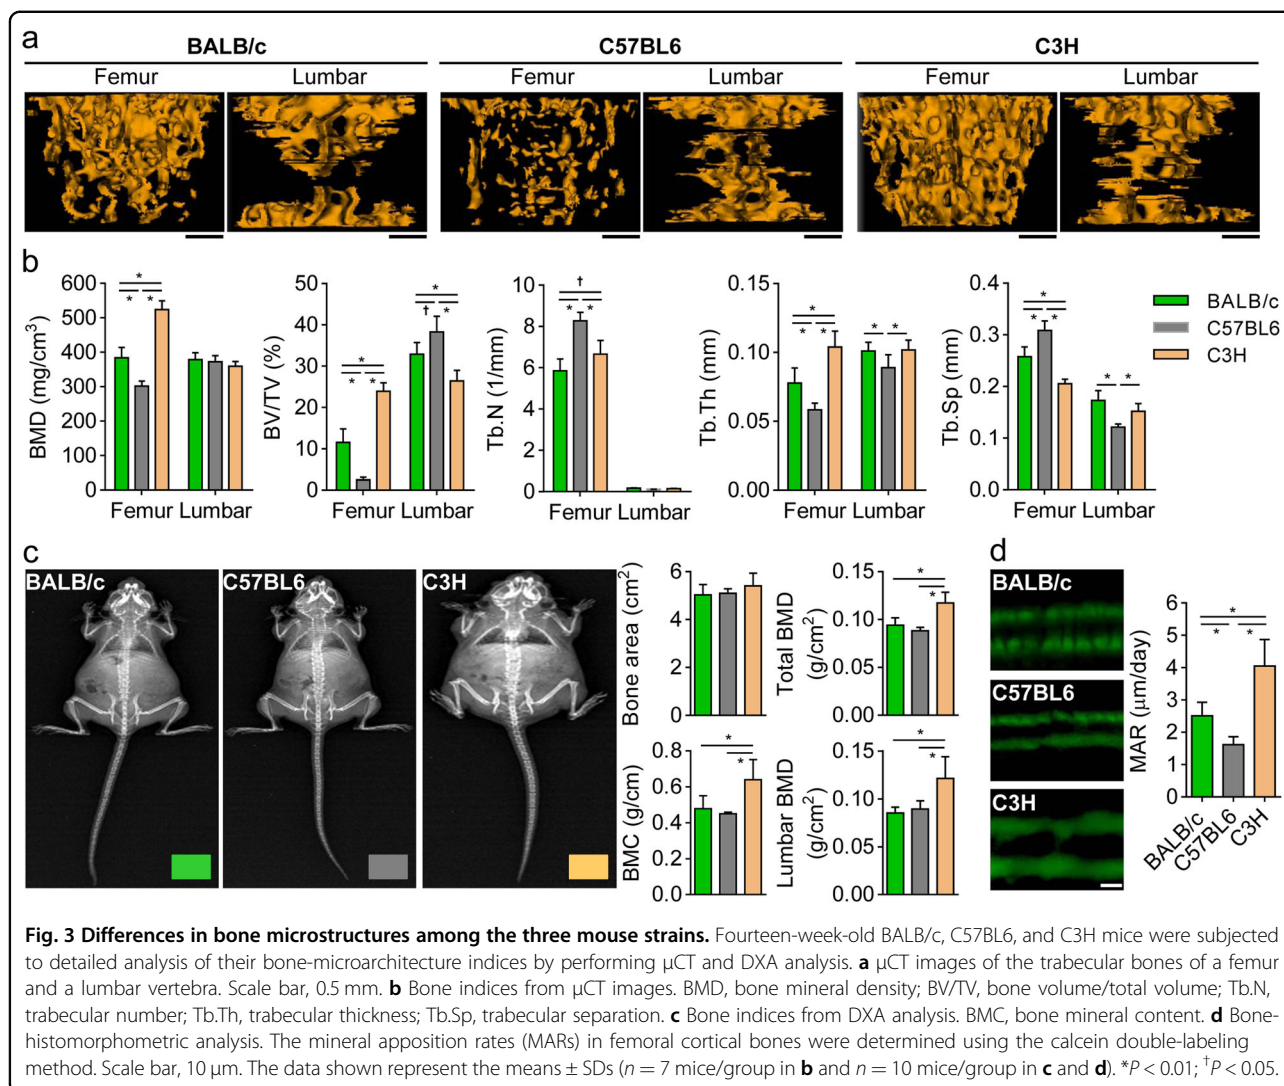 a
BALB/c
C57BL6
C3H
Femur
Lumbar
Femur
Lumbar
Femur
Lumbar
b
BMD (mg/cm³)
600
500
400
300
200
100
0
* * *
Femur Lumbar
BV/TV (%)
50
40
30
20
10
0
* * *
* † *
Femur Lumbar
Tb.N (1/mm)
10
8
6
4
2
0
† * *
Femur Lumbar
Tb.Th (mm)
0.15
0.10
0.05
0.00
* * *
* *
Femur Lumbar
Tb.Sp (mm)
0.4
0.3
0.2
0.1
0.0
* * *
* *
Femur Lumbar
BALB/c
C57BL6
C3H
c
BALB/c
C57BL6
C3H
Bone area (cm²)
6
4
2
0
Total BMD
(g/cm²)
0.15
0.10
0.05
0.00
* *
BMC (g/cm)
0.8
0.6
0.4
0.2
0.0
* *
Lumbar BMD
(g/cm²)
0.15
0.10
0.05
0.00
* *
d
BALB/c
C57BL6
C3H
MAR (μm/day)
6
5
4
3
2
1
0
* * *
BALB/c
C57BL6
C3H
Fig. 3 Differences in bone microstructures among the three mouse strains. Fourteen-week-old BALB/c, C57BL6, and C3H mice were subjected
to detailed analysis of their bone-microarchitecture indices by performing μCT and DXA analysis. a μCT images of the trabecular bones of a femur
and a lumbar vertebra. Scale bar, 0.5 mm. b Bone indices from μCT images. BMD, bone mineral density; BV/TV, bone volume/total volume; Tb.N,
trabecular number; Tb.Th, trabecular thickness; Tb.Sp, trabecular separation. c Bone indices from DXA analysis. BMC, bone mineral content. d Bone-
histomorphometric analysis. The mineral apposition rates (MARs) in femoral cortical bones were determined using the calcein double-labeling
method. Scale bar, 10 μm. The data shown represent the means ± SDs (n = 7 mice/group in b and n = 10 mice/group in c and d). *P < 0.01; †P < 0.05.